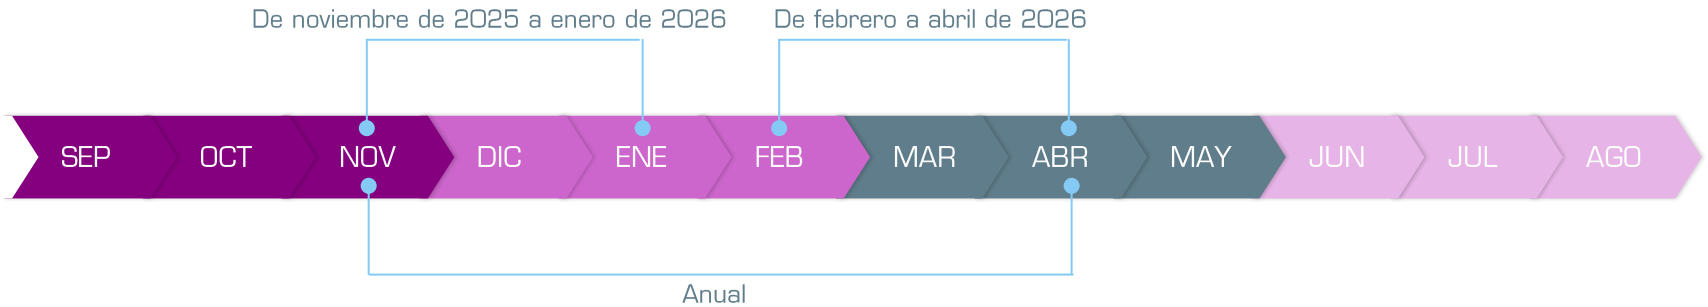 De noviembre de 2025 a enero de 2026 De febrero a abril de 2026
SEP OCT NOV DIC ENE FEB MAR ABR MAY JUN JUL AGO
Anual